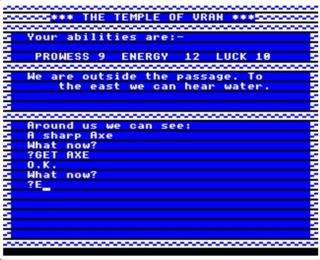 *** THE TEMPLE OF VRAN ***
Your abilities are:-
PROWESS 9 ENERGY 12 LUCK 10
We are outside the passage. To
the east we can hear water.
Around us we can see:
A sharp Axe
What now?
?GET AXE
O.K.
What now?
?E_